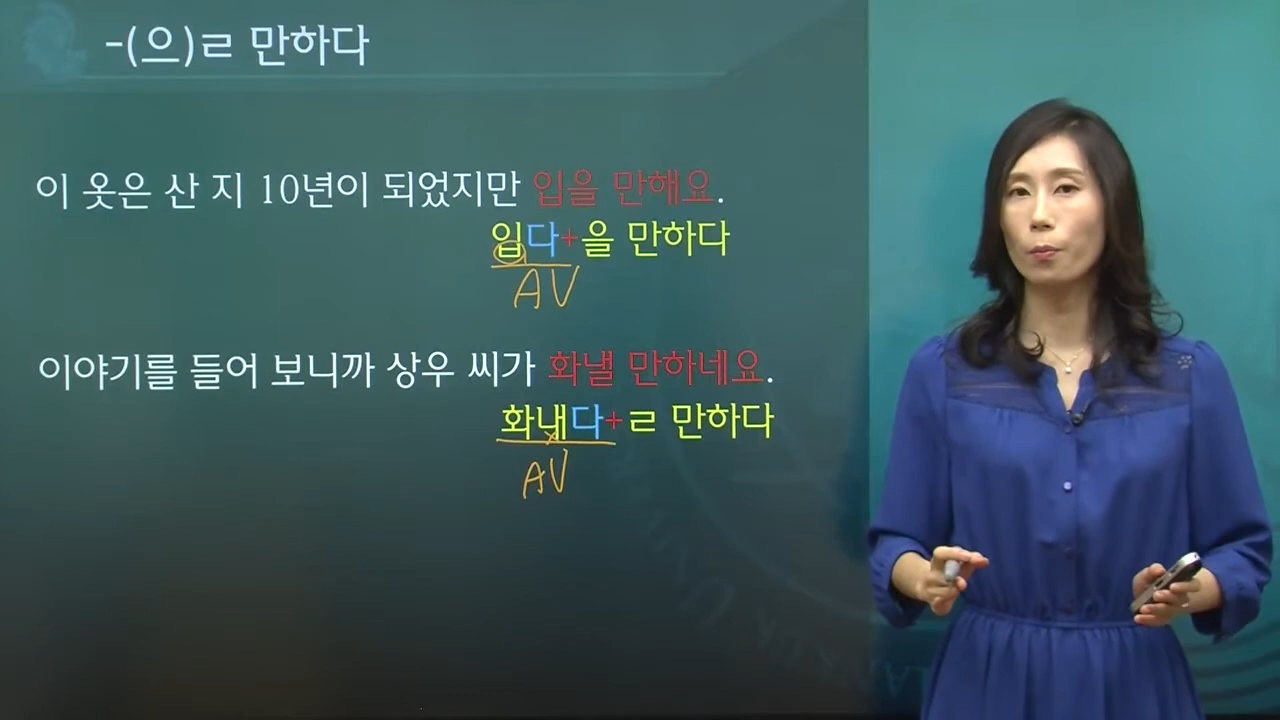 -(으)ㄹ 만하다
이 옷은 산 지 10년이 되었지만 입을 만해요.
입다+을 만하다
AV
이야기를 들어 보니까 상우 씨가 화낼 만하네요.
화내다+ㄹ 만하다
AV